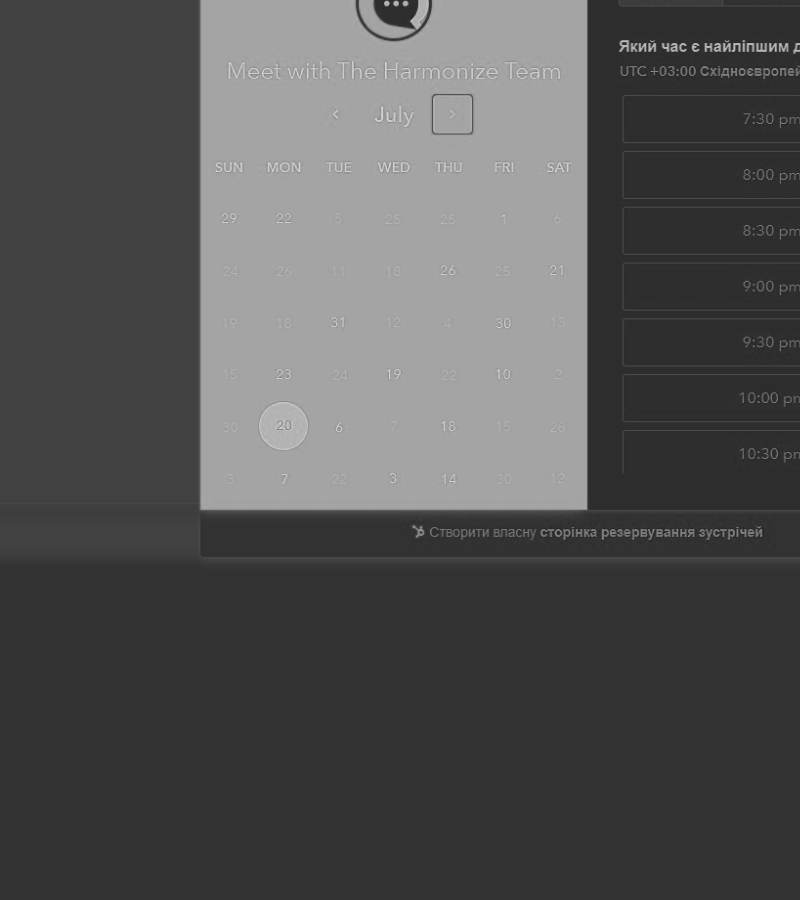 Meet with The Harmonize Team
July
SUN MON TUE WED THU FRI SAT
29 22 5 25 25 1 6
24 26 11 18 26 25 21
19 18 31 12 4 30 13
15 23 24 19 22 10 2
30 20 6 7 18 15 28
3 7 22 3 14 30 12
Який час є найліпшим
UTC +03:00 Східноєвропей
7:30 pm
8:00 pm
8:30 pm
9:00 pm
9:30 pm
10:00 pm
10:30 pm
Створити власну сторінка резервування зустрічей